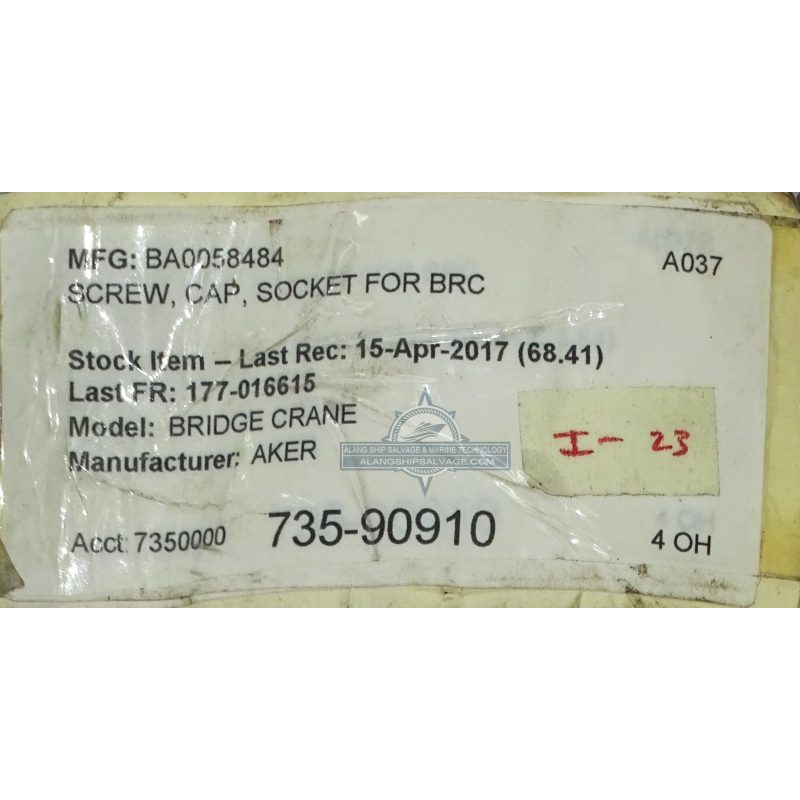 MFG: BA0058484
A037
SCREW, CAP, SOCKET FOR BRC
Stock Item – Last Rec: 15-Apr-2017 (68.41)
Last FR: 177-016615
Model: BRIDGE CRANE
Manufacturer: AKER
I - 23
ALANG SHIP SALVAGE & MARINE TECHNOLOGY
ALANGSHIPSALVAGE.COM
Acct: 7350000 735-90910 4 OH